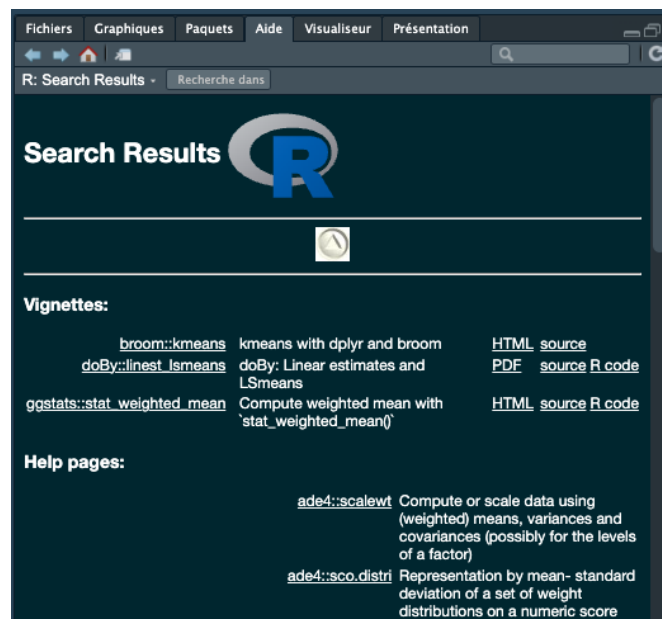 Fichiers Graphiques Paquets Aide Visualiseur Présentation
R: Search Results Recherche dans
Search Results R
Vignettes:
broom::kmeans kmeans with dplyr and broom HTML source
doBy::linest_lsmeans doBy: Linear estimates and PDF source R code
LSmeans
ggstats::stat_weighted_mean Compute weighted mean with HTML source R code
`stat_weighted_mean()`
Help pages:
ade4::scalewt Compute or scale data using
(weighted) means, variances and
covariances (possibly for the levels
of a factor)
ade4::sco.distri Representation by mean- standard
deviation of a set of weight
distributions on a numeric score